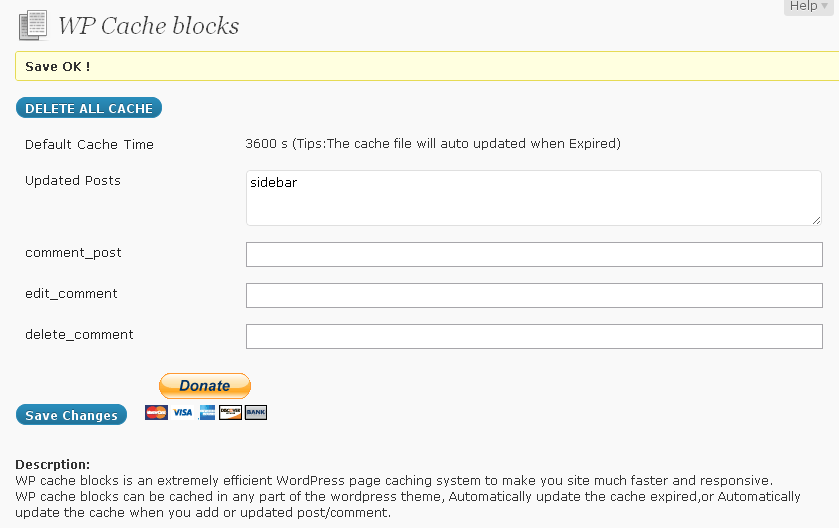 Help
WP Cache blocks
Save OK !
DELETE ALL CACHE
Default Cache Time 3600 s (Tips:The cache file will auto updated when Expired)
Updated Posts sidebar
comment_post
edit_comment
delete_comment
Donate
MasterCard VISA AMERICAN EXPRESS DISCOVER BANK
Save Changes
Descrption:
WP cache blocks is an extremely efficient WordPress page caching system to make you site much faster and responsive.
WP cache blocks can be cached in any part of the wordpress theme, Automatically update the cache expired,or Automatically
update the cache when you add or updated post/comment.